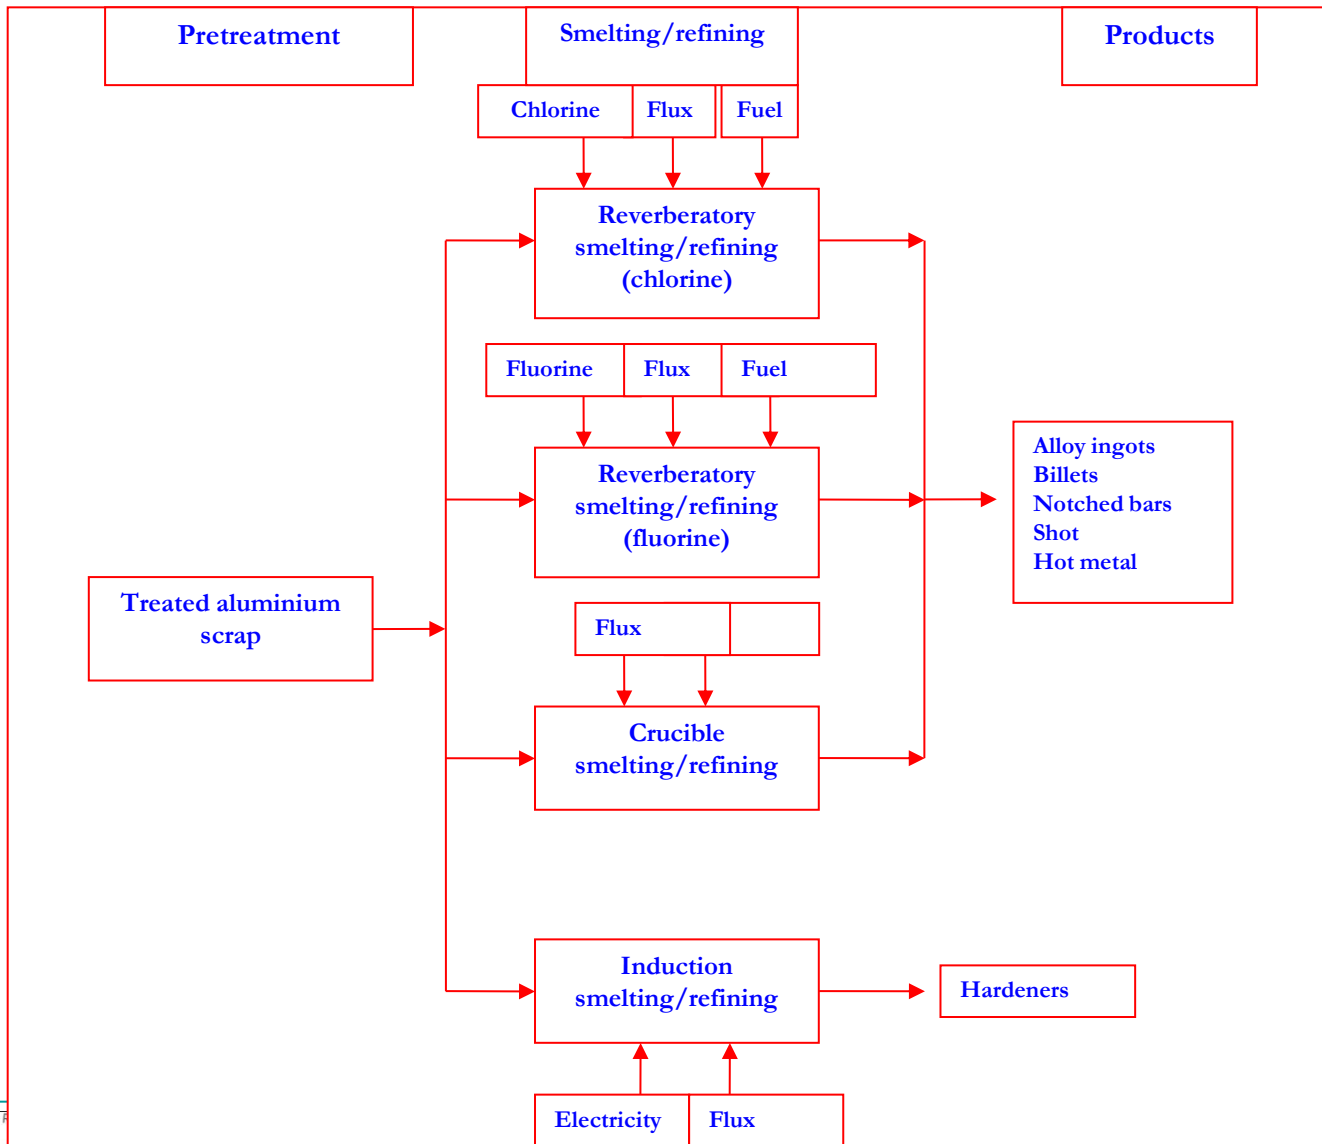 Pretreatment
Smelting/refining
Products
Chlorine
Flux
Fuel
Reverberatory
smelting/refining
(chlorine)
Fluorine
Flux
Fuel
Reverberatory
smelting/refining
(fluorine)
Alloy ingots
Billets
Notched bars
Shot
Hot metal
Treated aluminium
scrap
Flux
Crucible
smelting/refining
Induction
smelting/refining
Hardeners
Electricity
Flux